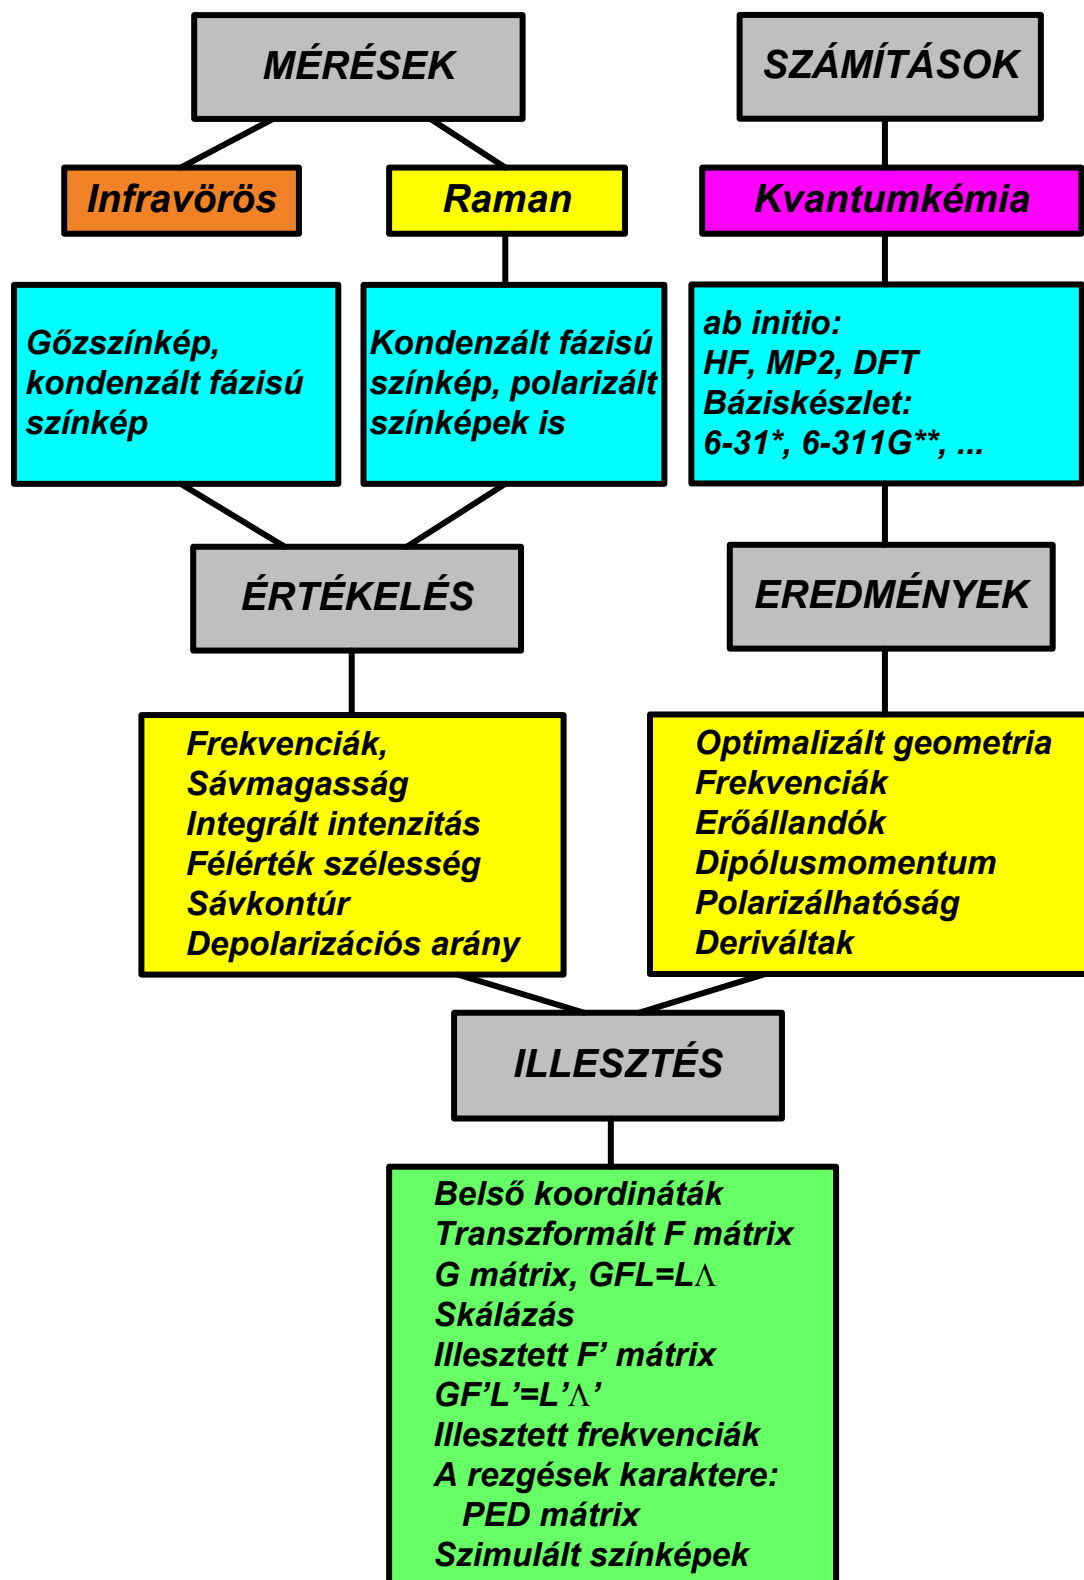 MÉRÉSEK
SZÁMÍTÁSOK
Infravörös
Raman
Kvantumkémia
Gőzszínkép,
kondenzált fázisú
színkép
Kondenzált fázisú
színkép, polarizált
színképek is
ab initio:
HF, MP2, DFT
Báziskészlet:
6-31*, 6-311G**, ...
ÉRTÉKELÉS
EREDMÉNYEK
Frekvenciák,
Sávmagasság
Integrált intenzitás
Félérték szélesség
Sávkontúr
Depolarizációs arány
Optimalizált geometria
Frekvenciák
Erőállandók
Dipólusmomentum
Polarizálhatóság
Deriváltak
ILLESZTÉS
Belső koordináták
Transzformált F mátrix
G mátrix, GFL=LΛ
Skálázás
Illesztett F’ mátrix
GF’L’=L’Λ’
Illesztett frekvenciák
A rezgések karaktere:
PED mátrix
Szimulált színképek